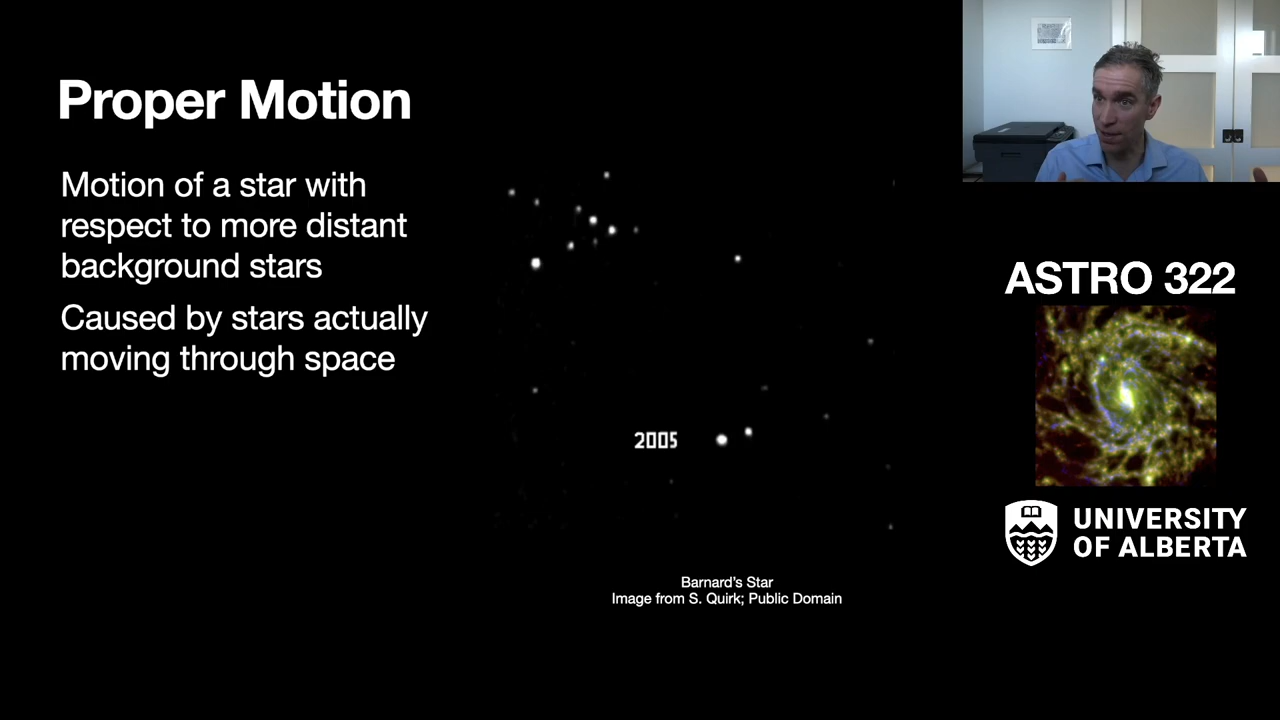 Proper Motion
Motion of a star with
respect to more distant
background stars
Caused by stars actually
moving through space
2005
Barnard’s Star
Image from S. Quirk; Public Domain
ASTRO 322
UNIVERSITY
OF ALBERTA